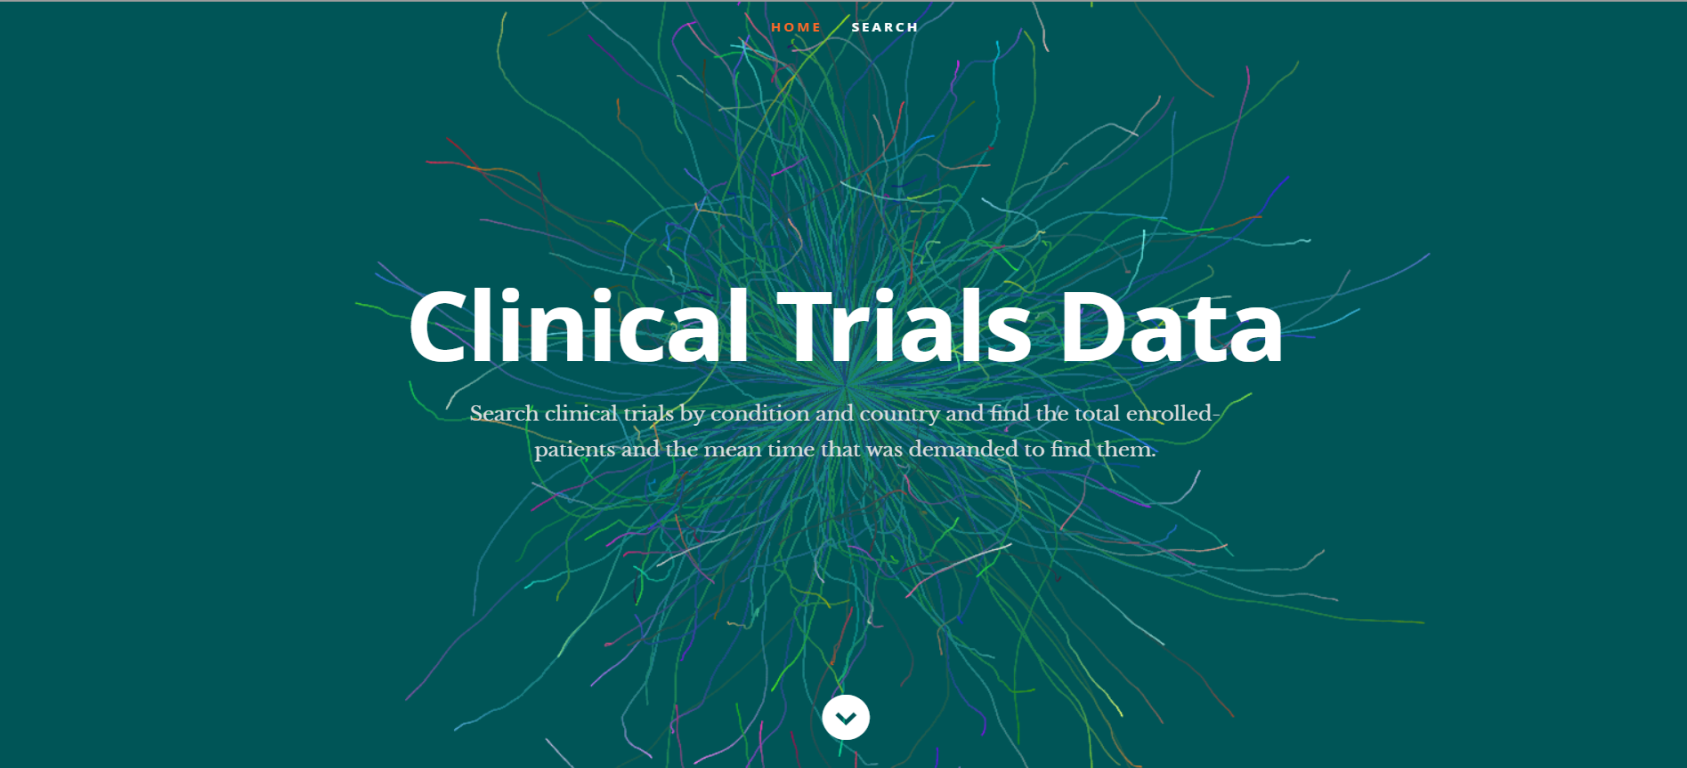 HOME SEARCH
Clinical Trials Data
Search clinical trials by condition and country and find the total enrolled-
patients and the mean time that was demanded to find them.